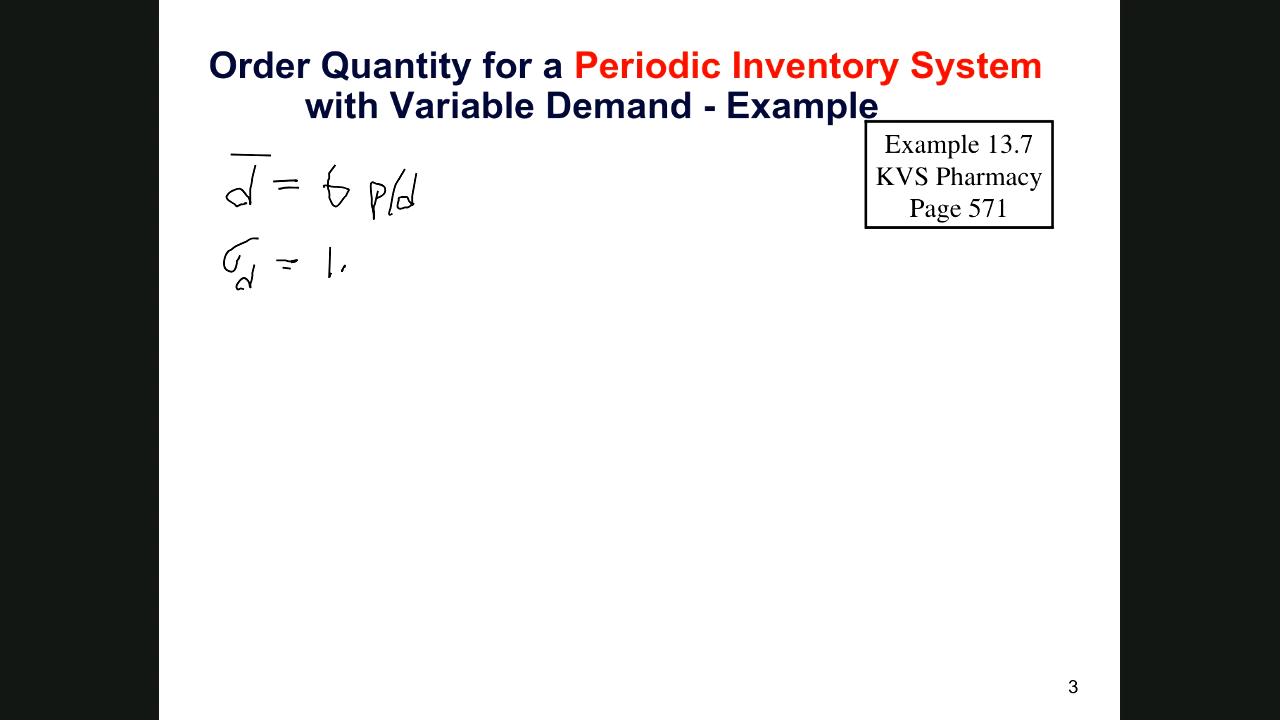 Order Quantity for a Periodic Inventory System
with Variable Demand - Example
Example 13.7
KVS Pharmacy
Page 571
d̅ = 6 p/d
σd = 1.
3